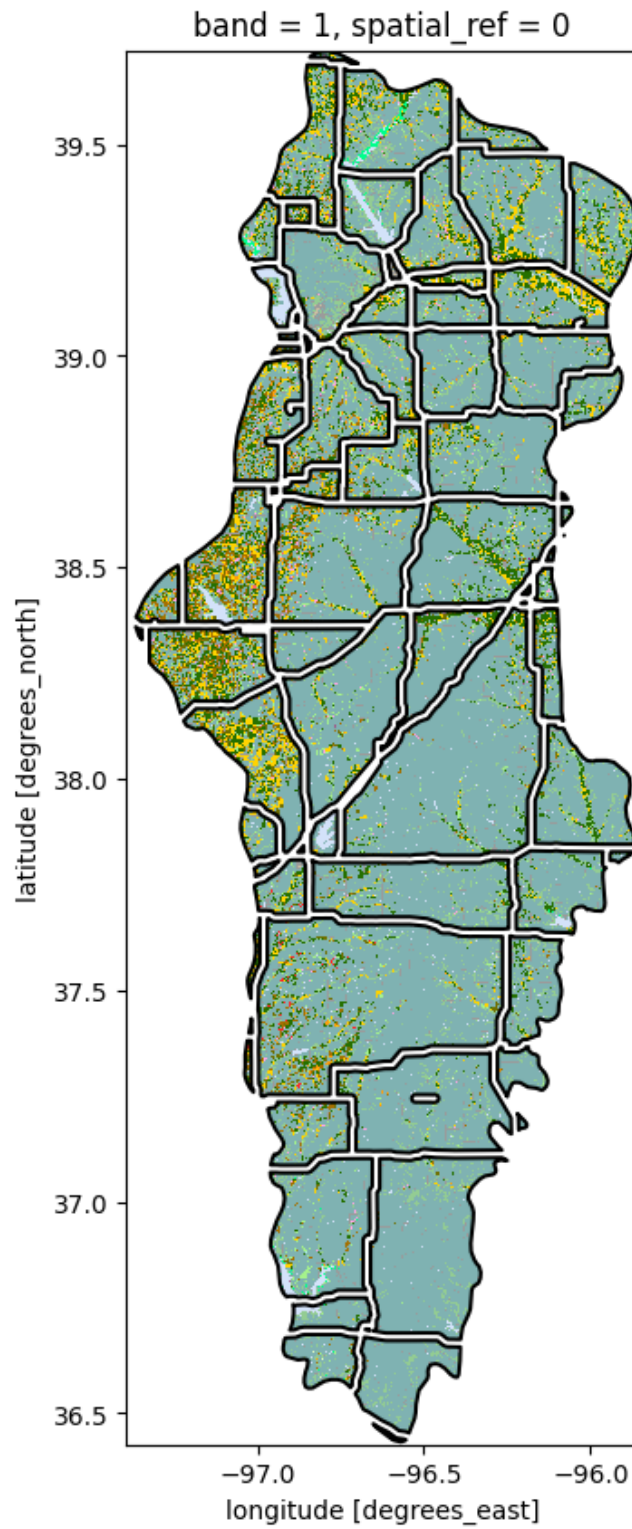 band = 1, spatial_ref = 0
39.5
39.0
38.5
38.0
37.5
37.0
36.5
latitude [degrees_north]
−97.0 −96.5 −96.0
longitude [degrees_east]